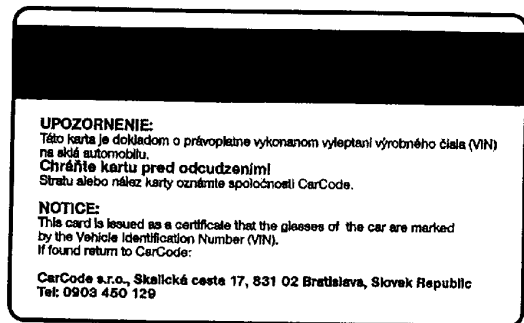 UPOZORNENIE:
Táto karta je dokladom o právoplatne vykonanom vyleptaní výrobného čísla (VIN)
na sklá automobilu.
Chráňte kartu pred odcudzením!
Stratu alebo nález karty oznámte spoločnosti CarCode.
NOTICE:
This card is issued as a certificate that the glasses of the car are marked
by the Vehicle Identification Number (VIN).
If found return to CarCode:
CarCode s.r.o., Skalická cesta 17, 831 02 Bratislava, Slovak Republic
Tel: 0903 450 129